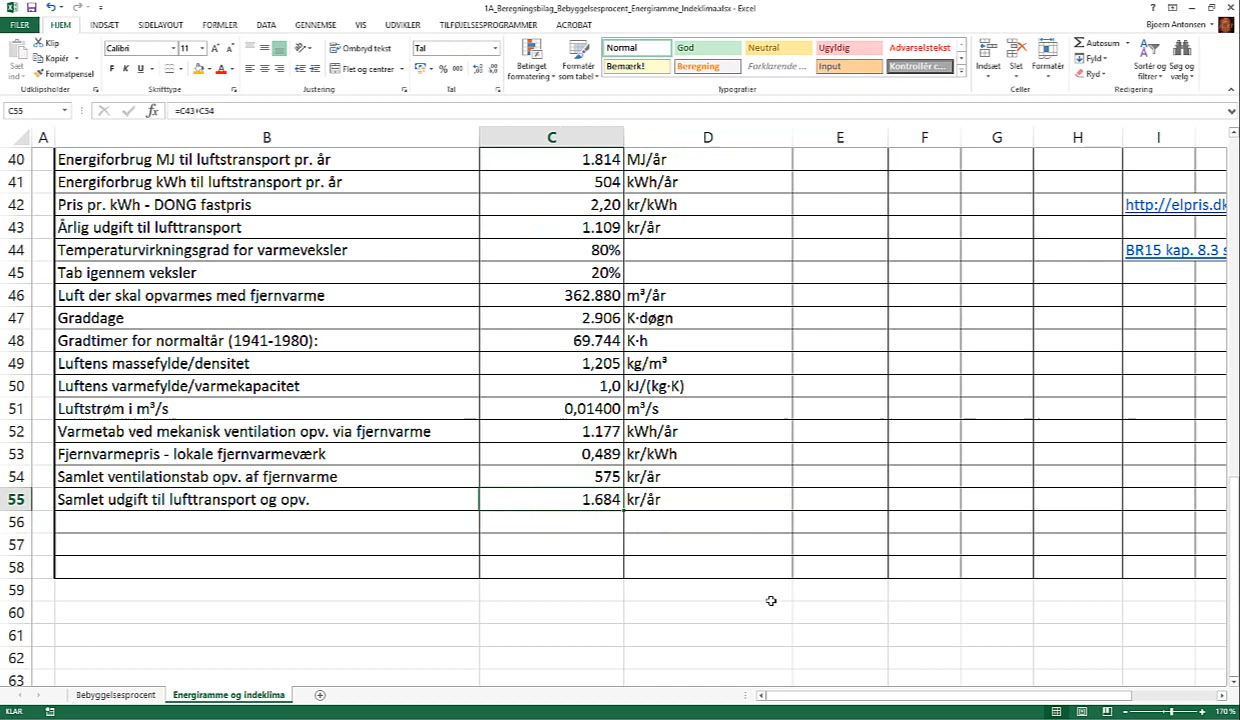 1A_Beregningsbilag_Bebyggelsesprocent_Energiramme_Indeklima.xlsx - Excel
FILER HJEM INDSÆT SIDELAYOUT FORMLER DATA GENNEMSE VIS UDVIKLER TILFØJELSESPROGRAMMER ACROBAT Bjoern Antonsen
Sæt ind
Klip
Kopiér
Formatpensel
Calibri 11
F K U
Ombryd tekst
Flet og centrer
Tal
% 000
Betinget formatering
Formatér som tabel
Normal God Neutral Ugyldig Advarselstekst
Bemærk! Beregning Forklarende ... Input Kontrollér c...
Indsæt Slet Formatér
Autosum
Fyld
Ryd
Sortér og filtrer
Søg og vælg
Udklipsholder Skrifttype Justering Tal Typografier Celler Redigering
C55 fx =C43+C54
A B C D E F G H I
40 Energiforbrug MJ til luftstransport pr. år 1.814 MJ/år
41 Energiforbrug kWh til luftstransport pr. år 504 kWh/år
42 Pris pr. kWh - DONG fastpris 2,20 kr/kWh http://elpris.dk
43 Årlig udgift til lufttransport 1.109 kr/år
44 Temperaturvirkningsgrad for varmeveksler 80% BR15 kap. 8.3 s
45 Tab igennem veksler 20%
46 Luft der skal opvarmes med fjernvarme 362.880 m³/år
47 Graddage 2.906 K·døgn
48 Gradtimer for normaltår (1941-1980): 69.744 K·h
49 Luftens massefylde/densitet 1,205 kg/m³
50 Luftens varmefylde/varmekapacitet 1,0 kJ/(kg·K)
51 Luftstrøm i m³/s 0,01400 m³/s
52 Varmetab ved mekanisk ventilation opv. via fjernvarme 1.177 kWh/år
53 Fjernvarmepris - lokale fjernvarmeværk 0,489 kr/kWh
54 Samlet ventilationstab opv. af fjernvarme 575 kr/år
55 Samlet udgift til lufttransport og opv. 1.684 kr/år
56
57
58
59
60
61
62
63
Bebyggelsesprocent Energiramme og indeklima
KLAR 170 %